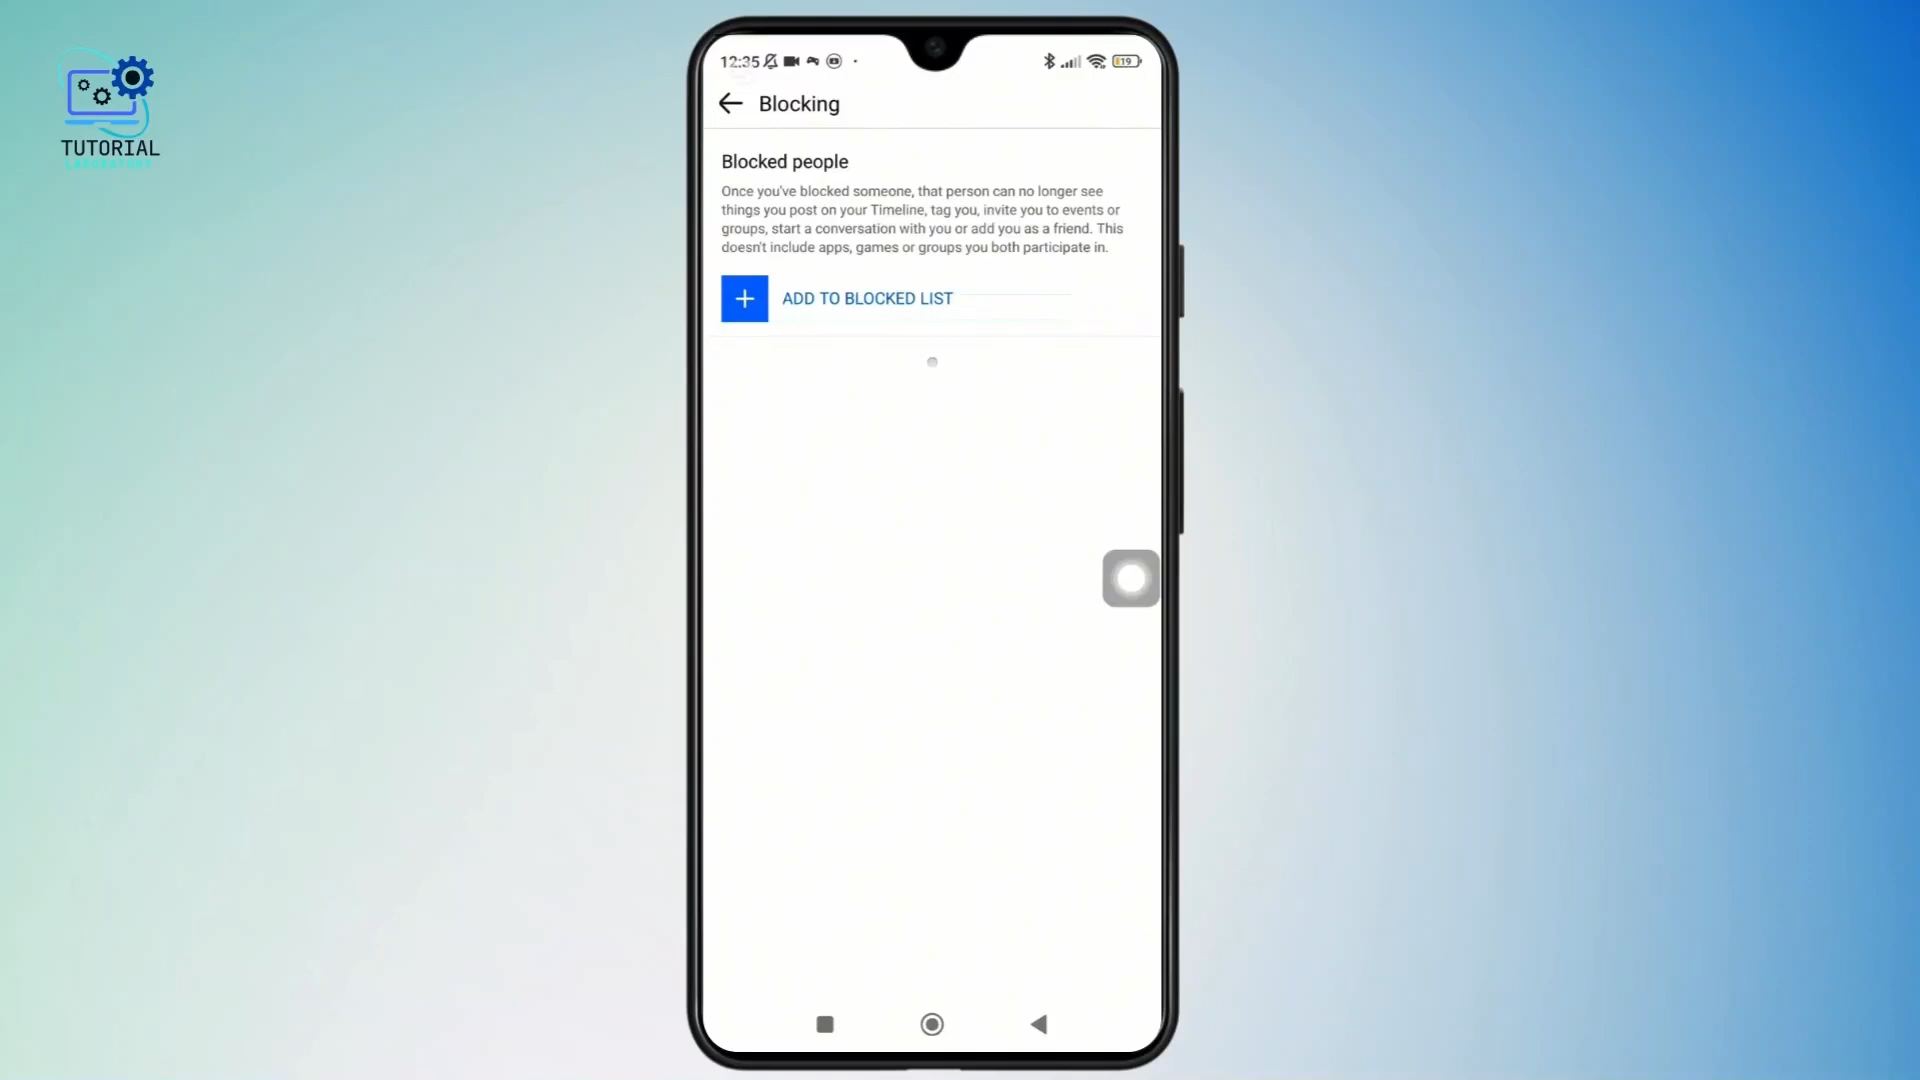 TUTORIAL
LABORATORY
12:35
19
Blocking
Blocked people
Once you've blocked someone, that person can no longer see
things you post on your Timeline, tag you, invite you to events or
groups, start a conversation with you or add you as a friend. This
doesn't include apps, games or groups you both participate in.
ADD TO BLOCKED LIST